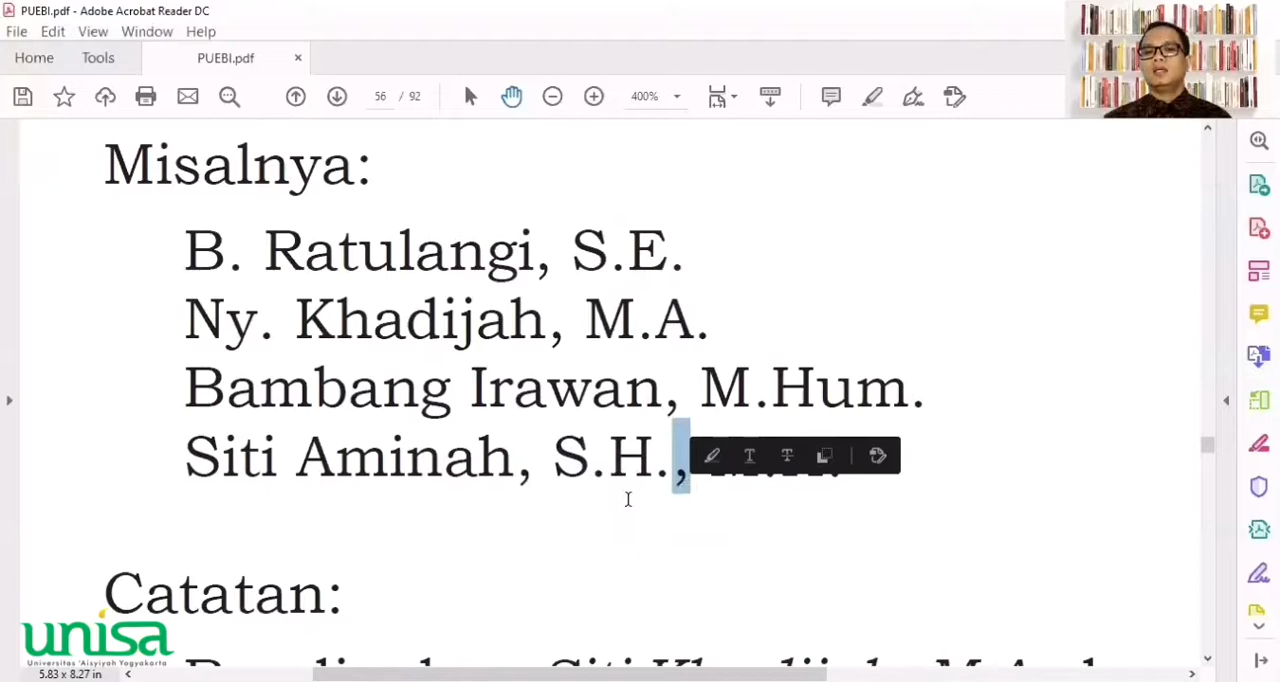 PUEBI.pdf - Adobe Acrobat Reader DC
File Edit View Window Help
Home Tools PUEBI.pdf ×
56 / 92 400%
Misalnya:
B. Ratulangi, S.E.
Ny. Khadijah, M.A.
Bambang Irawan, M.Hum.
Siti Aminah, S.H.,
Catatan:
unisa
Universitas 'Aisyiyah Yogyakarta
5.83 x 8.27 in